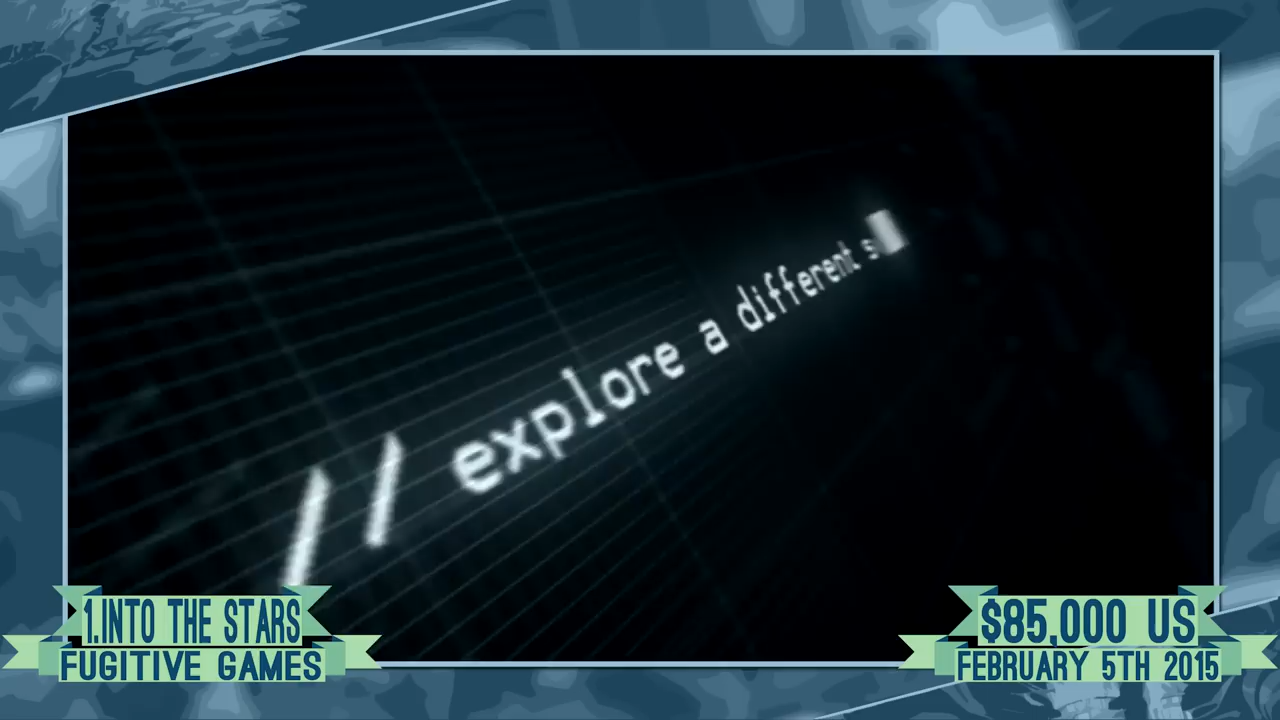 // explore a different s
1.INTO THE STARS
FUGITIVE GAMES
$85,000 US
FEBRUARY 5TH 2015